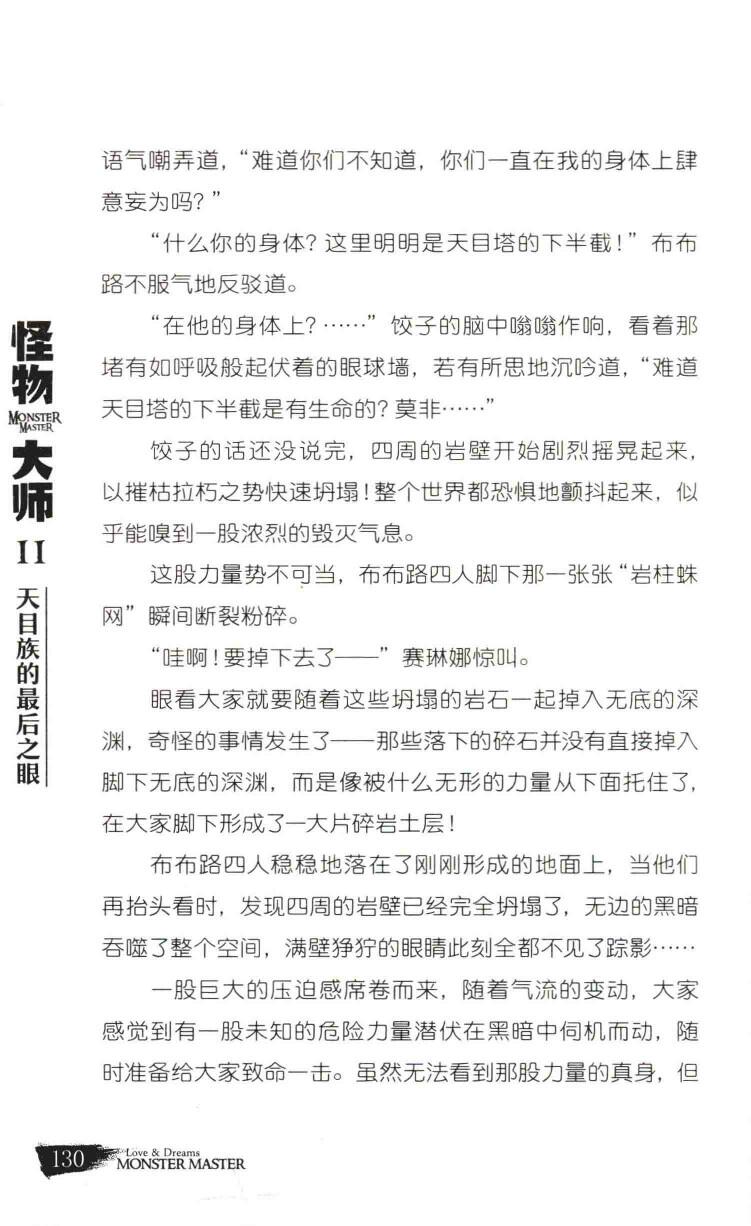 语气嘲弄道，“难道你们不知道，你们一直在我的身体上肆
意妄为吗？”
“什么你的身体？这里明明是天目塔的下半截！”布布
路不服气地反驳道。
“在他的身体上？……”饺子的脑中嗡嗡作响，看着那
堵有如呼吸般起伏着的眼球墙，若有所思地沉吟道，“难道
天目塔的下半截是有生命的？莫非……”
饺子的话还没说完，四周的岩壁开始剧烈摇晃起来，
以摧枯拉朽之势快速坍塌！整个世界都恐惧地颤抖起来，似
乎能嗅到一股浓烈的毁灭气息。
这股力量势不可当，布布路四人脚下那一张张“岩柱蛛
网”瞬间断裂粉碎。
“哇啊！要掉下去了——”赛琳娜惊叫。
眼看大家就要随着这些坍塌的岩石一起掉入无底的深
渊，奇怪的事情发生了——那些落下的碎石并没有直接掉入
脚下无底的深渊，而是像被什么无形的力量从下面托住了，
在大家脚下形成了一大片碎岩土层！
布布路四人稳稳地落在了刚刚形成的地面上，当他们
再抬头看时，发现四周的岩壁已经完全坍塌了，无边的黑暗
吞噬了整个空间，满壁狰狞的眼睛此刻全都不见了踪影……
一股巨大的压迫感席卷而来，随着气流的变动，大家
感觉到有一股未知的危险力量潜伏在黑暗中伺机而动，随
时准备给大家致命一击。虽然无法看到那股力量的真身，但
怪物
MONSTER
MASTER
大师
II
天目族的最后之眼
130
Love & Dreams
MONSTER MASTER